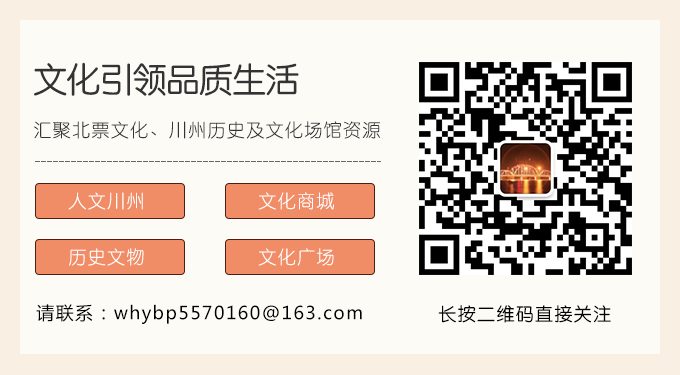 文化引领品质生活
汇聚北票文化、川州历史及文化场馆资源
人文川州
文化商城
历史文物
文化广场
请联系：whybp5570160@163.com
长按二维码直接关注